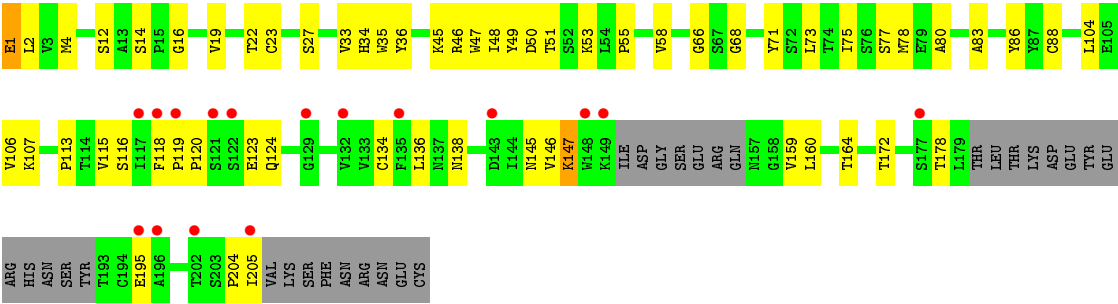 E1 L2 V3 M4 S12 A13 S14 P15 G16 V19 T22 C23 S27 V33 H34 W35 Y36 K45 R46 W47 I48 Y49 D50 T51 S52 K53 L54 P55 V58 G66 S67 G68 Y71 S72 L73 T74 I75 S76 S77 M78 E79 A80 A83 Y86 Y87 C88 L104 E105
V106 K107 P113 T114 V115 S116 I117 F118 P119 P120 S121 S122 E123 Q124 G129 V132 V133 C134 F135 L136 N137 N138 D143 I144 N145 V146 K147 W148 K149 ILE ASP GLY SER GLU ARG GLN N157 G158 V159 L160 T164 T172 S177 T178 L179 THR LEU THR LYS ASP GLU TYR GLU
ARG HIS ASN SER TYR T193 C194 E195 A196 T202 S203 P204 I205 VAL LYS SER PHE ASN ARG ASN GLU CYS